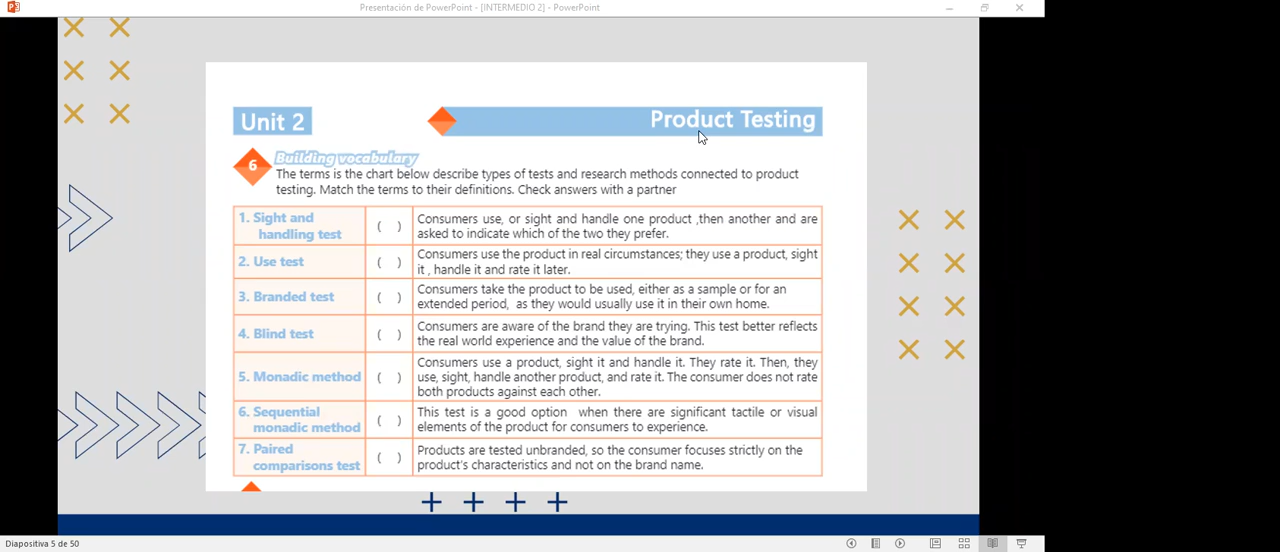 Presentación de PowerPoint - [INTERMEDIO 2] - PowerPoint
Unit 2
Product Testing
6
Building vocabulary
The terms is the chart below describe types of tests and research methods connected to product
testing. Match the terms to their definitions. Check answers with a partner
1. Sight and
handling test
( )
Consumers use, or sight and handle one product ,then another and are
asked to indicate which of the two they prefer.
2. Use test
( )
Consumers use the product in real circumstances; they use a product, sight
it , handle it and rate it later.
3. Branded test
( )
Consumers take the product to be used, either as a sample or for an
extended period, as they would usually use it in their own home.
4. Blind test
( )
Consumers are aware of the brand they are trying. This test better reflects
the real world experience and the value of the brand.
5. Monadic method
( )
Consumers use a product, sight it and handle it. They rate it. Then, they
use, sight, handle another product, and rate it. The consumer does not rate
both products against each other.
6. Sequential
monadic method
( )
This test is a good option when there are significant tactile or visual
elements of the product for consumers to experience.
7. Paired
comparisons test
( )
Products are tested unbranded, so the consumer focuses strictly on the
product's characteristics and not on the brand name.
Diapositiva 5 de 50